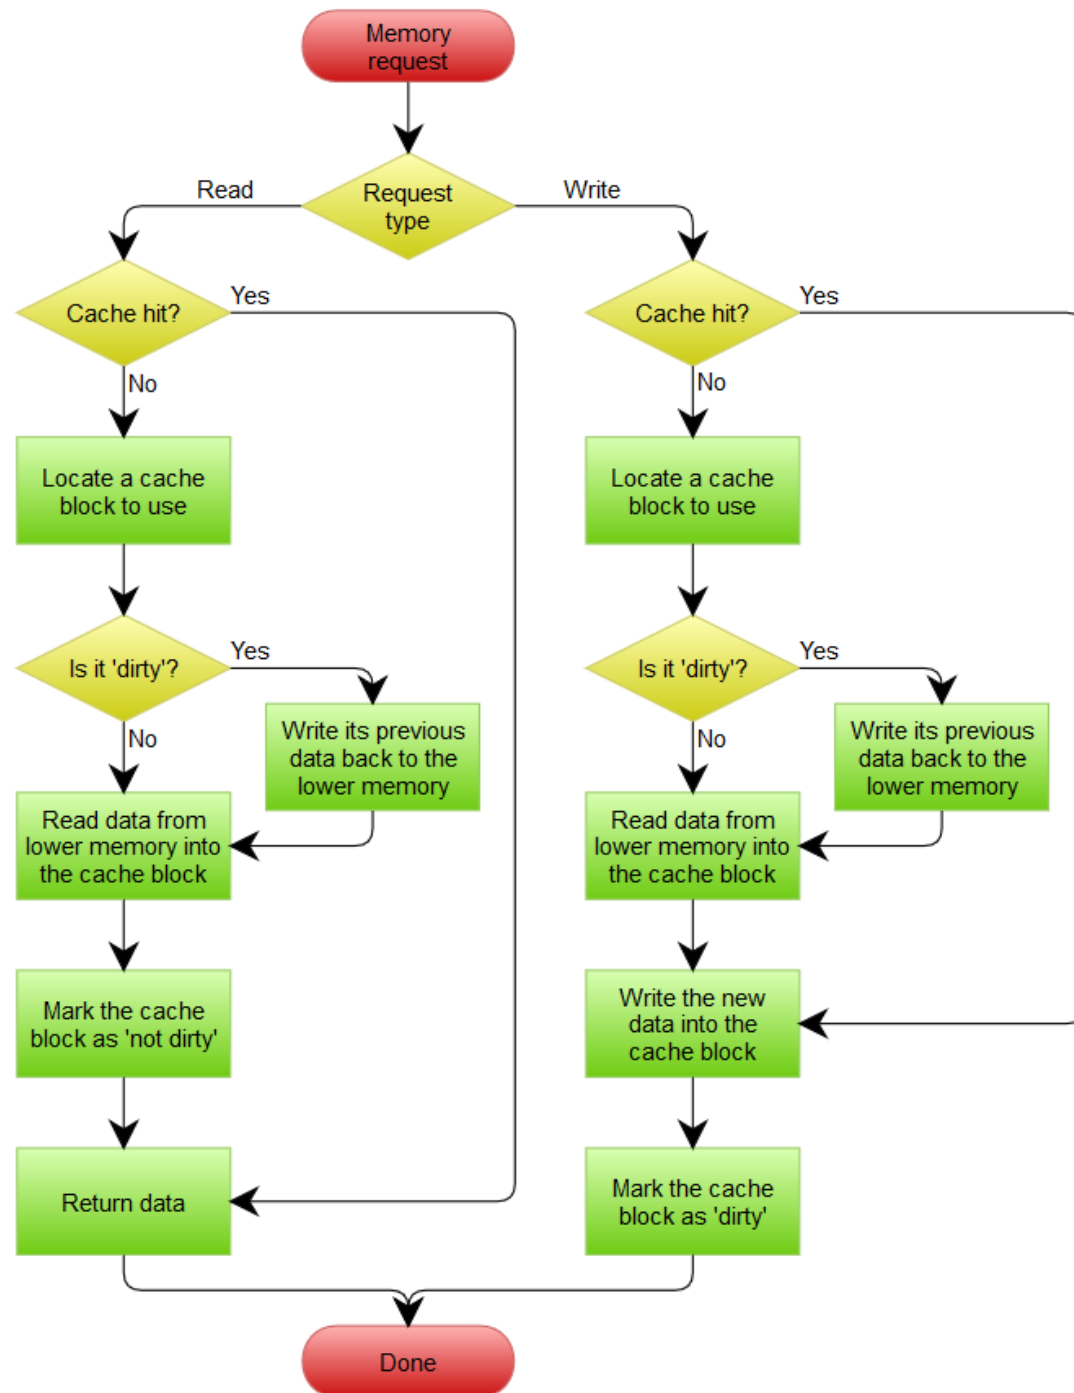 Memory
request
Read
Request
type
Write
Cache hit?
Yes
Cache hit?
Yes
No
No
Locate a cache
block to use
Locate a cache
block to use
Is it 'dirty'?
Yes
Is it 'dirty'?
Yes
No
Write its previous
data back to the
lower memory
No
Write its previous
data back to the
lower memory
Read data from
lower memory into
the cache block
Read data from
lower memory into
the cache block
Mark the cache
block as 'not dirty'
Write the new
data into the
cache block
Return data
Mark the cache
block as 'dirty'
Done